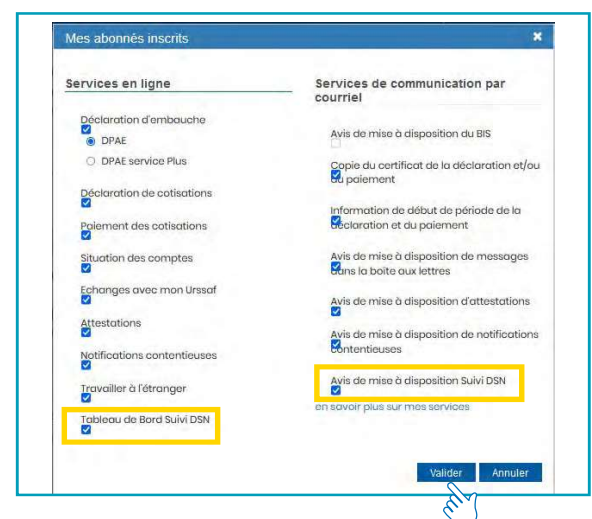 Mes abonnés inscrits
Services en ligne
Déclaration d'embauche
DPAE
DPAE service Plus
Déclaration de cotisations
Paiement des cotisations
Situation des comptes
Echanges avec mon Urssaf
Attestations
Notifications contentieuses
Travailler à l'étranger
Tableau de Bord Suivi DSN
Services de communication par
courriel
Avis de mise à disposition du BIS
Copie du certificat de la déclaration et/ou
du paiement
Information de début de période de la
déclaration et du paiement
Avis de mise à disposition de messages
dans la boite aux lettres
Avis de mise à disposition d'attestations
Avis de mise à disposition de notifications
contentieuses
Avis de mise à disposition Suivi DSN
en savoir plus sur mes services
Valider
Annuler